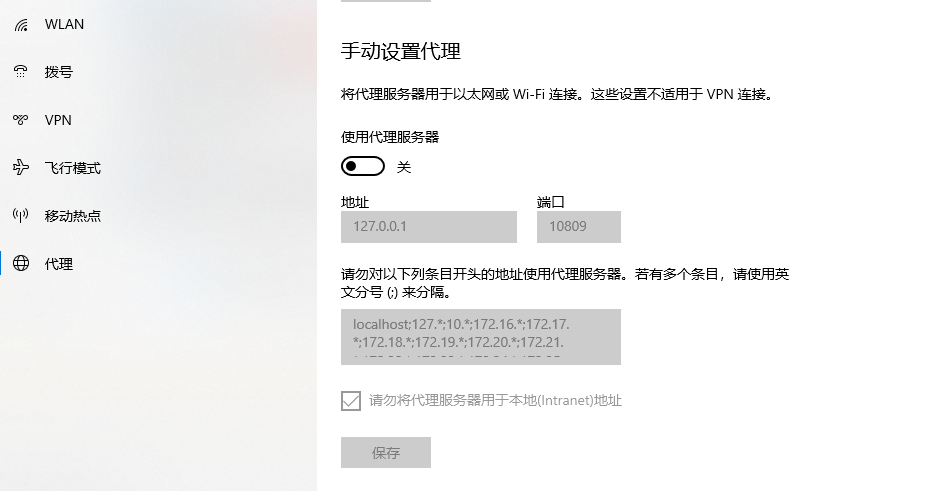 WLAN
拨号
VPN
飞行模式
移动热点
代理
手动设置代理
将代理服务器用于以太网或 Wi-Fi 连接。这些设置不适用于 VPN 连接。
使用代理服务器
关
地址
端口
127.0.0.1
10809
请勿对以下列条目开头的地址使用代理服务器。若有多个条目，请使用英
文分号 (;) 来分隔。
localhost;127.*;10.*;172.16.*;172.17.
*;172.18.*;172.19.*;172.20.*;172.21.
请勿将代理服务器用于本地(Intranet)地址
保存